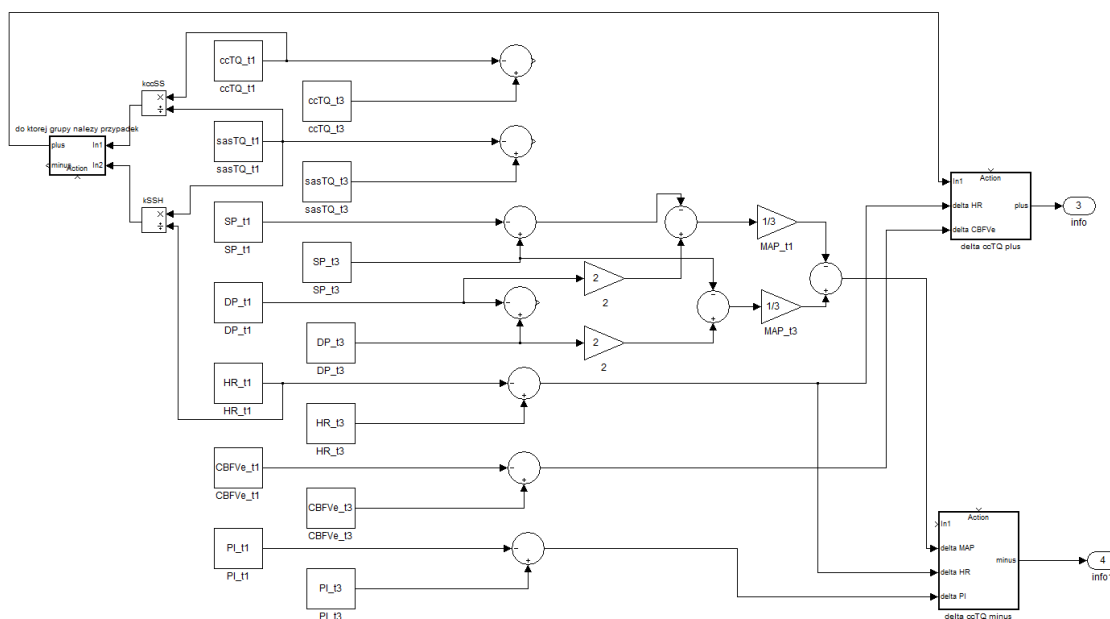 ccTQ_t1
ccTQ_t1
kccSS
×
÷
ccTQ_t3
ccTQ_t3
do ktorej grupy nalezy przypadek
plus
In1
minus
In2
Action
sasTQ_t1
sasTQ_t1
sasTQ_t3
sasTQ_t3
×
÷
kSSH
SP_t1
SP_t1
SP_t3
SP_t3
1/3
MAP_t1
DP_t1
DP_t1
2
2
1/3
MAP_t3
DP_t3
DP_t3
2
2
HR_t1
HR_t1
HR_t3
HR_t3
CBFVe_t1
CBFVe_t1
CBFVe_t3
CBFVe_t3
PI_t1
PI_t1
PI_t3
PI_t3
Action
In1
delta HR
plus
delta CBFVe
delta ccTQ plus
3
info
Action
In1
delta MAP
minus
delta HR
delta PI
delta ccTQ minus
4
info1